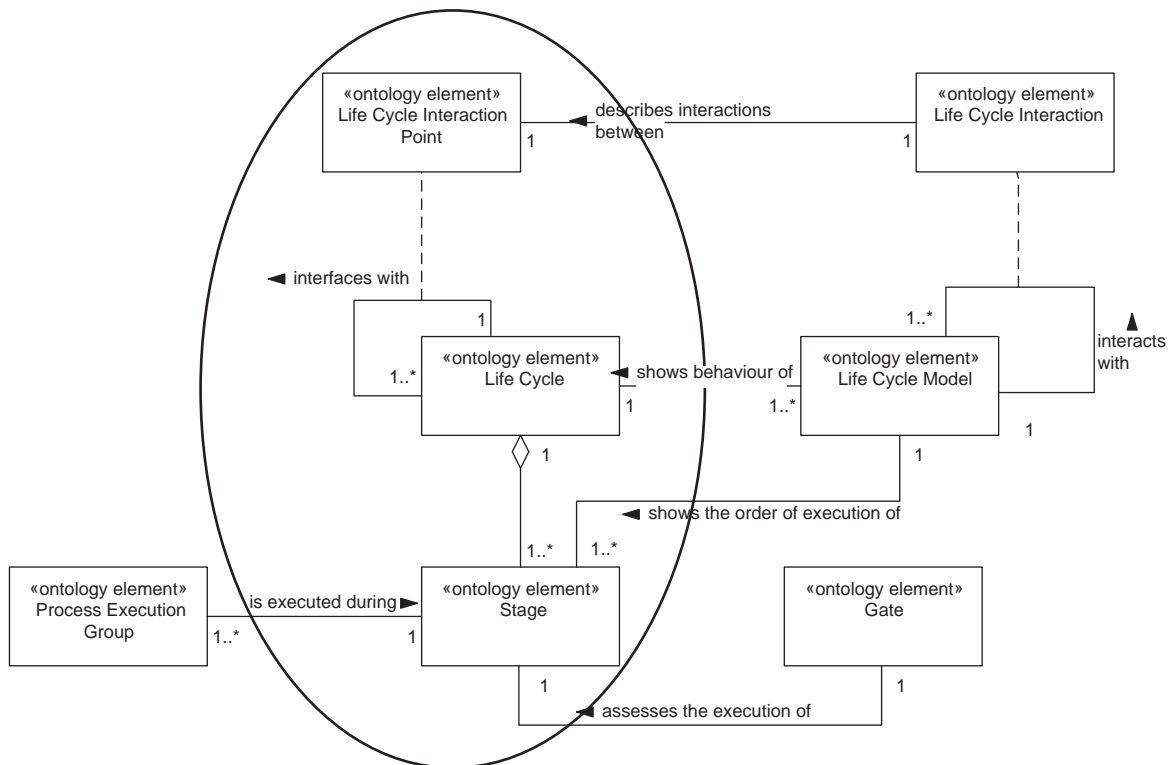 «ontology element»
Life Cycle Interaction
Point
1
describes interactions
between
1
«ontology element»
Life Cycle Interaction
interfaces with
1
1..*
«ontology element»
Life Cycle
1
shows behaviour of
1..*
1..*
«ontology element»
Life Cycle Model
1
interacts
with
1
1
shows the order of execution of
1..*
1..*
«ontology element»
Process Execution
Group
1..*
is executed during
1
«ontology element»
Stage
1
«ontology element»
Gate
1
assesses the execution of